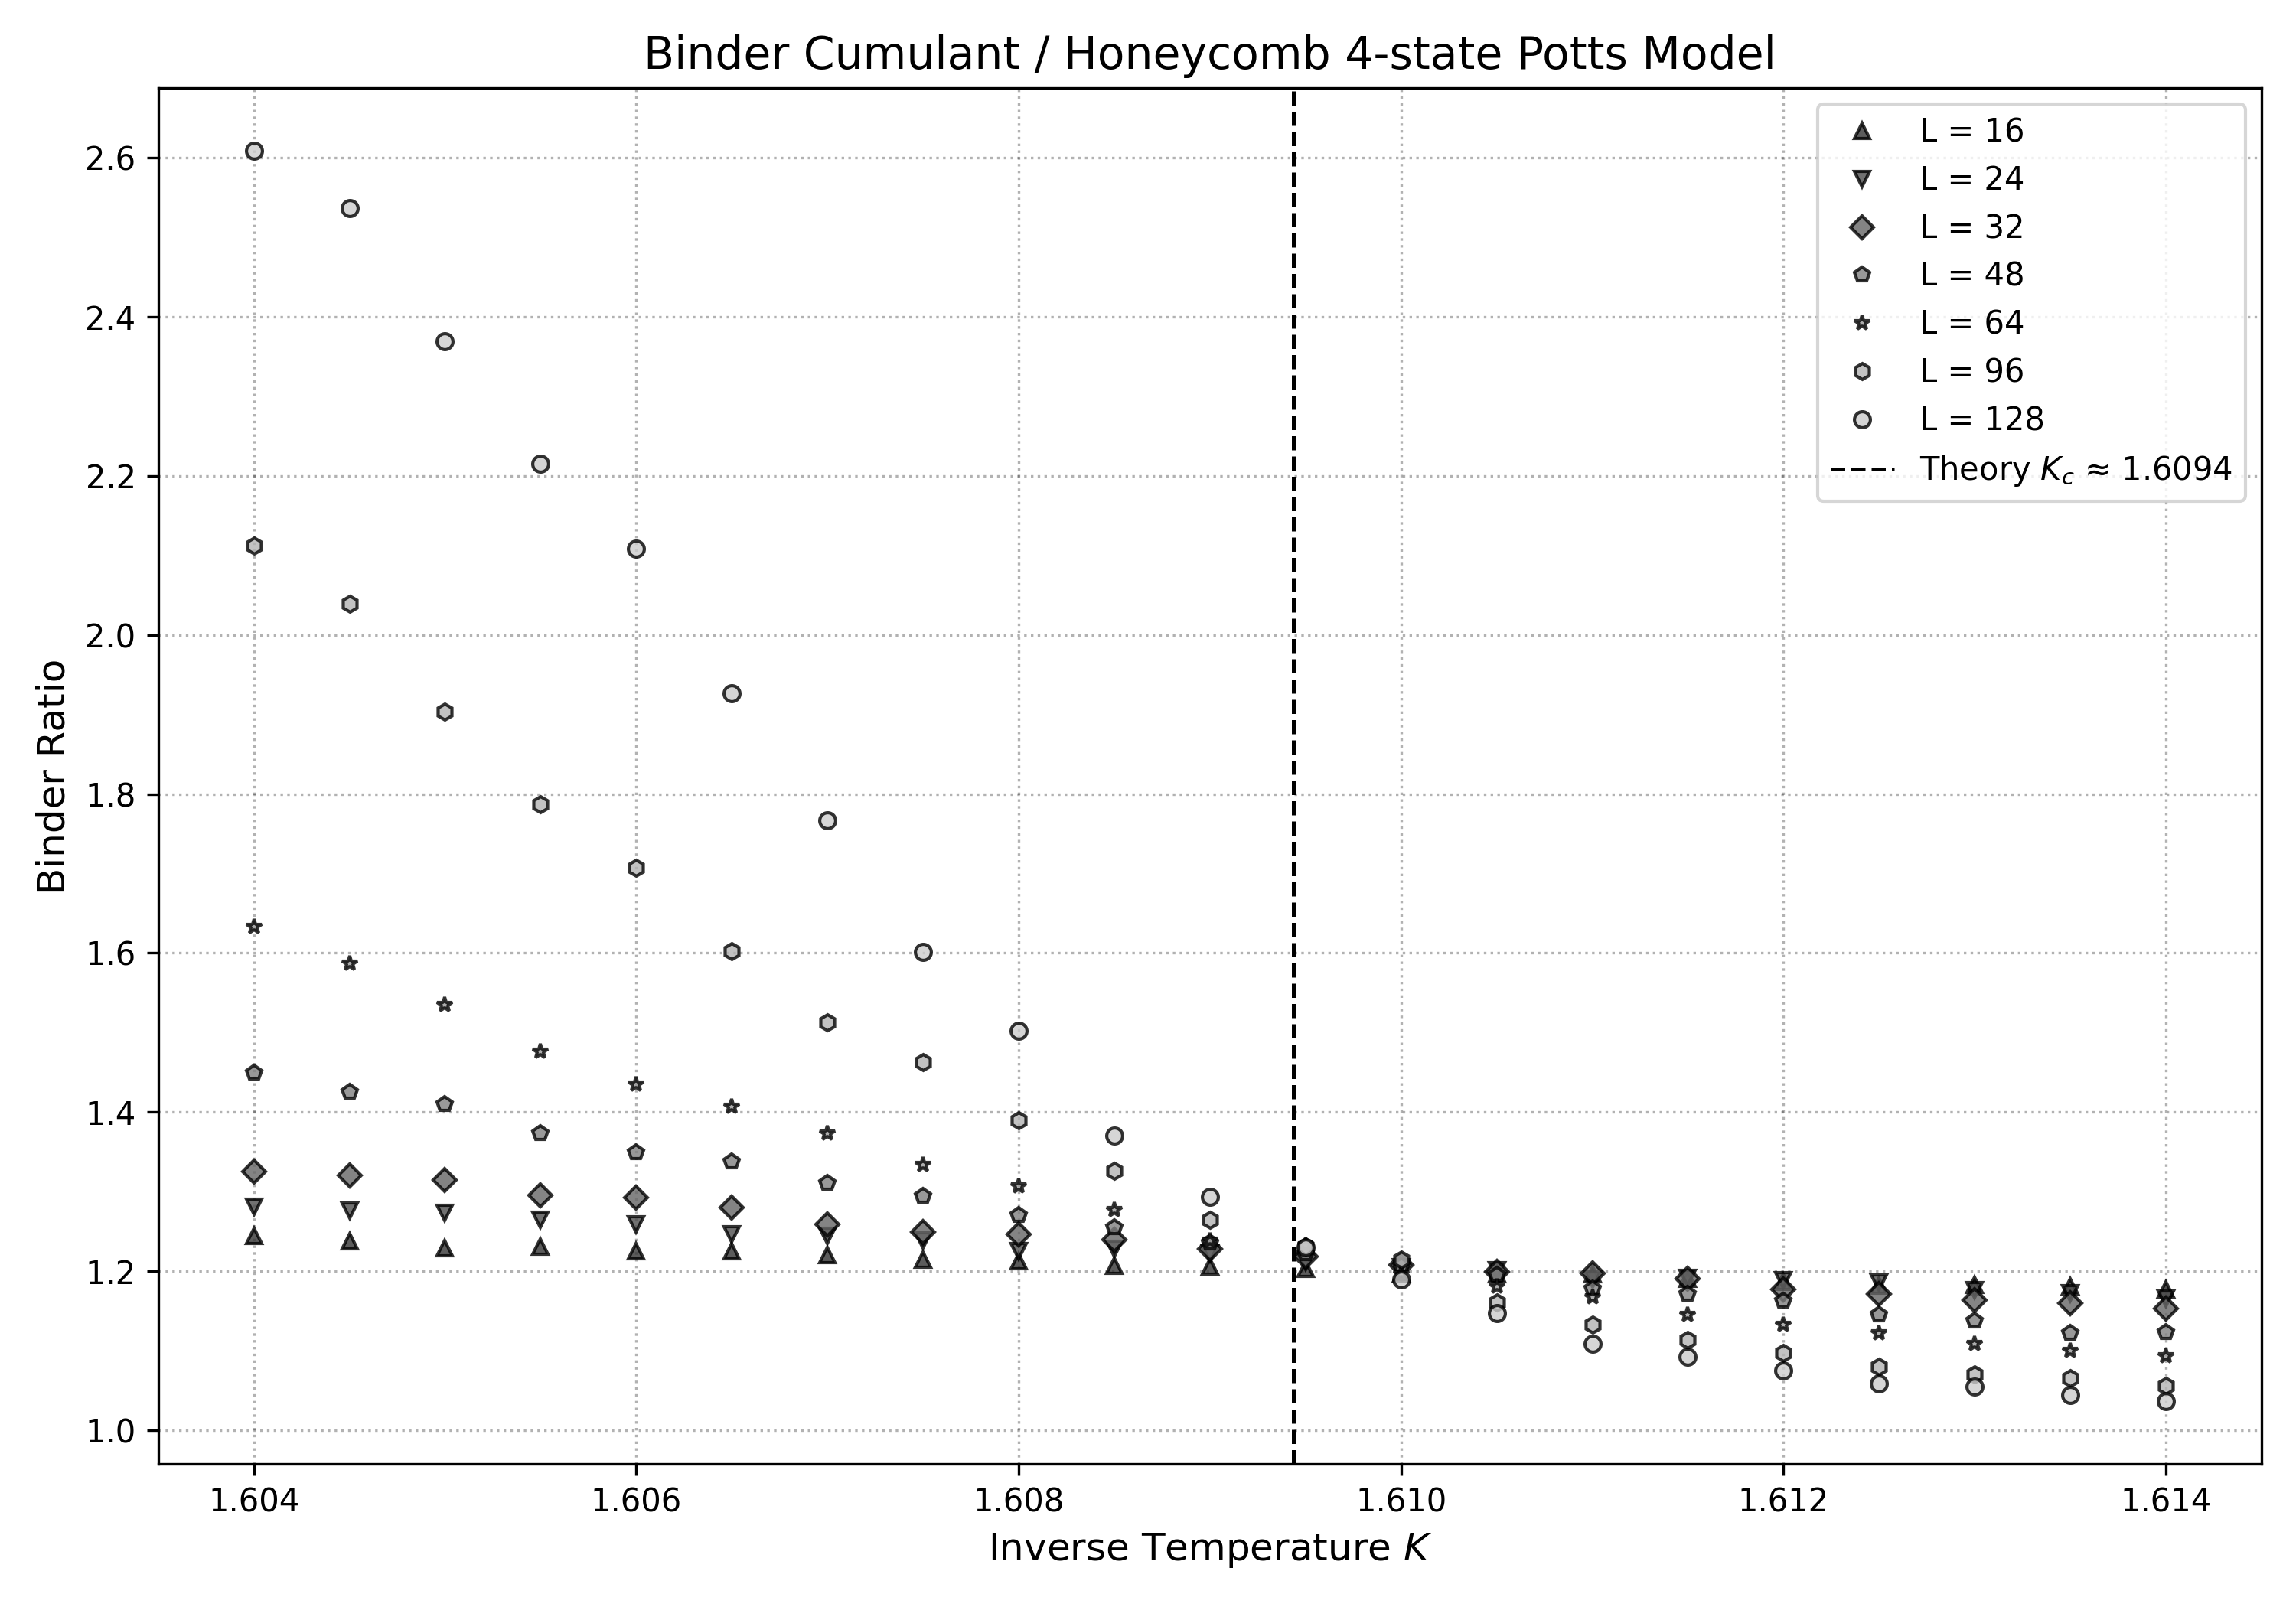 Binder Cumulant / Honeycomb 4-state Potts Model
Binder Ratio
2.6
2.4
2.2
2.0
1.8
1.6
1.4
1.2
1.0
L = 16
L = 24
L = 32
L = 48
L = 64
L = 96
L = 128
Theory K_c ≈ 1.6094
1.604
1.606
1.608
1.610
1.612
1.614
Inverse Temperature K